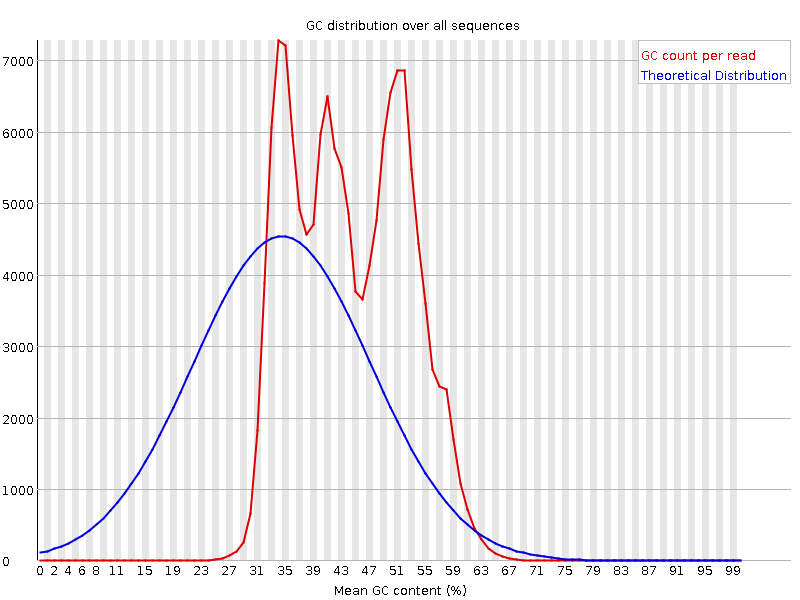 GC distribution over all sequences
GC count per read
Theoretical Distribution
7000
6000
5000
4000
3000
2000
1000
0
0 2 4 6 8 11 15 19 23 27 31 35 39 43 47 51 55 59 63 67 71 75 79 83 87 91 95 99
Mean GC content (%)